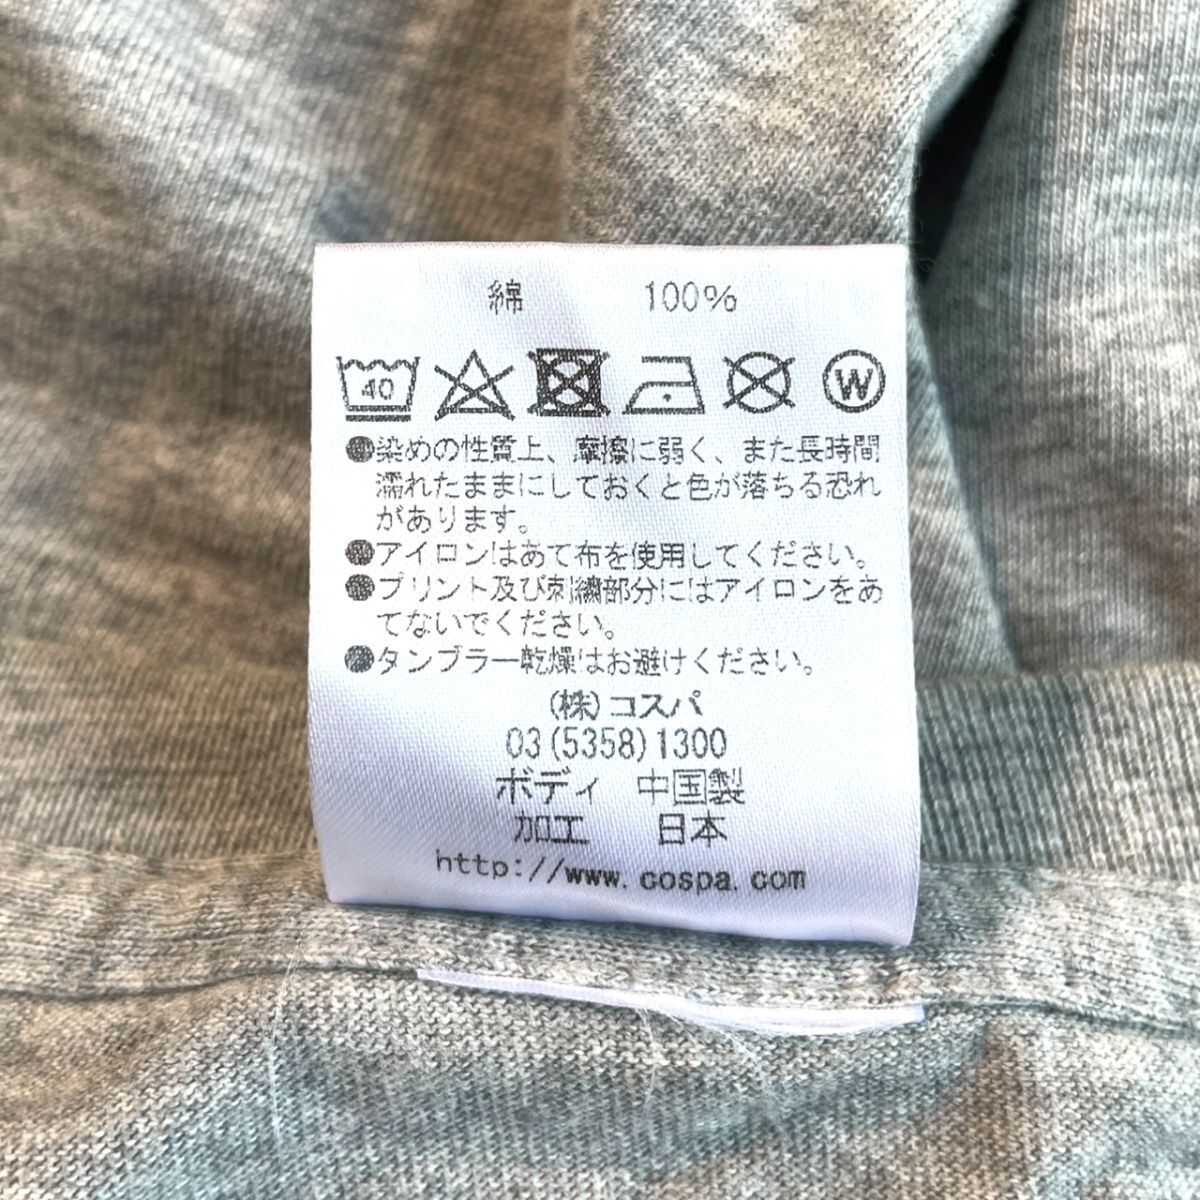 綿 100%
40 W
●染めの性質上、摩擦に弱く、また長時間
濡れたままにしておくと色が落ちる恐れ
があります。
●アイロンはあて布を使用してください。
●プリント及び刺繍部分にはアイロンをあ
てないでください。
●タンブラー乾燥はお避けください。
(株)コスパ
03(5358)1300
ボディ 中国製
加工 日本
http://www.cospa.com